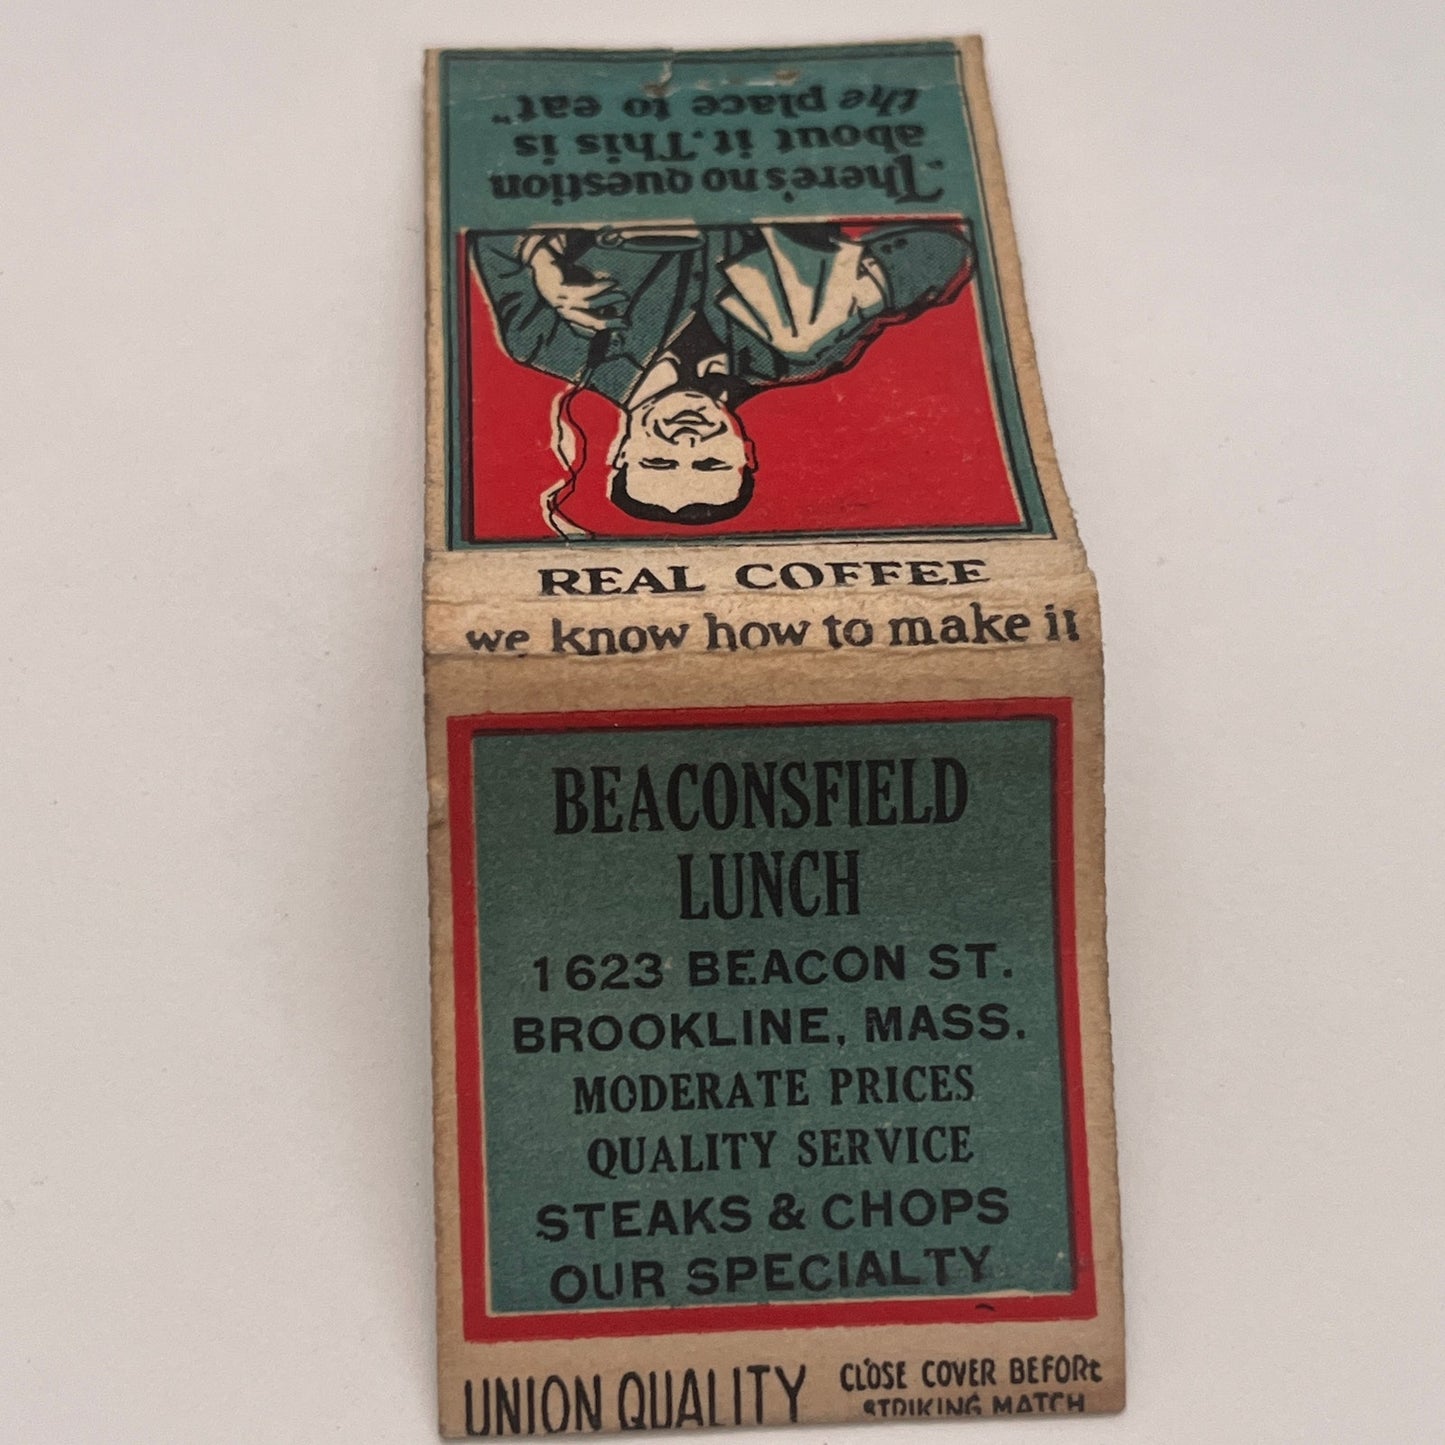 "There's no question
about it. This is
the place to eat"
REAL COFFEE
we know how to make it
BEACONSFIELD
LUNCH
1623 BEACON ST.
BROOKLINE, MASS.
MODERATE PRICES
QUALITY SERVICE
STEAKS & CHOPS
OUR SPECIALTY
UNION QUALITY
CLOSE COVER BEFORE
STRIKING MATCH